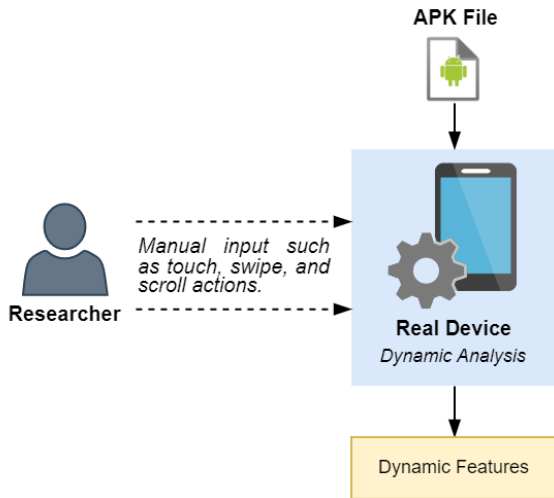 APK File
Manual input such
as touch, swipe, and
scroll actions.
Researcher
Real Device
Dynamic Analysis
Dynamic Features